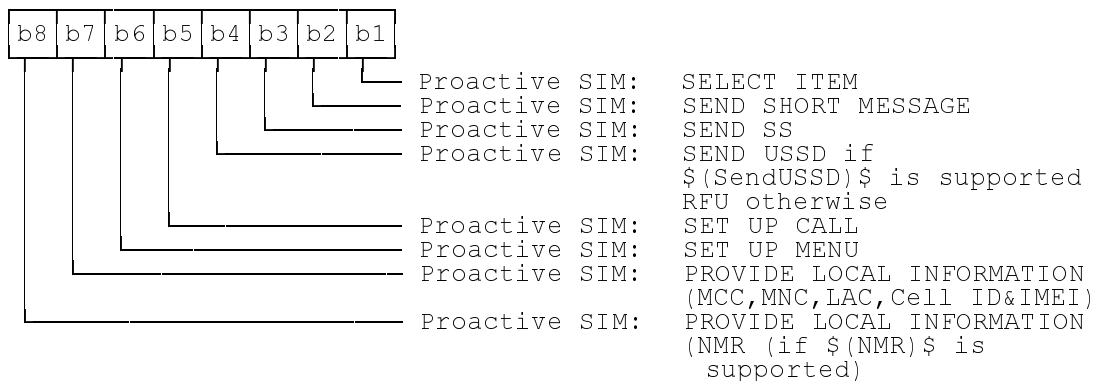 b8 b7 b6 b5 b4 b3 b2 b1
Proactive SIM: SELECT ITEM
Proactive SIM: SEND SHORT MESSAGE
Proactive SIM: SEND SS
Proactive SIM: SEND USSD if
$(SendUSSD)$ is supported
RFU otherwise
Proactive SIM: SET UP CALL
Proactive SIM: SET UP MENU
Proactive SIM: PROVIDE LOCAL INFORMATION
(MCC,MNC,LAC,Cell ID&IMEI)
Proactive SIM: PROVIDE LOCAL INFORMATION
(NMR (if $(NMR)$ is
supported)